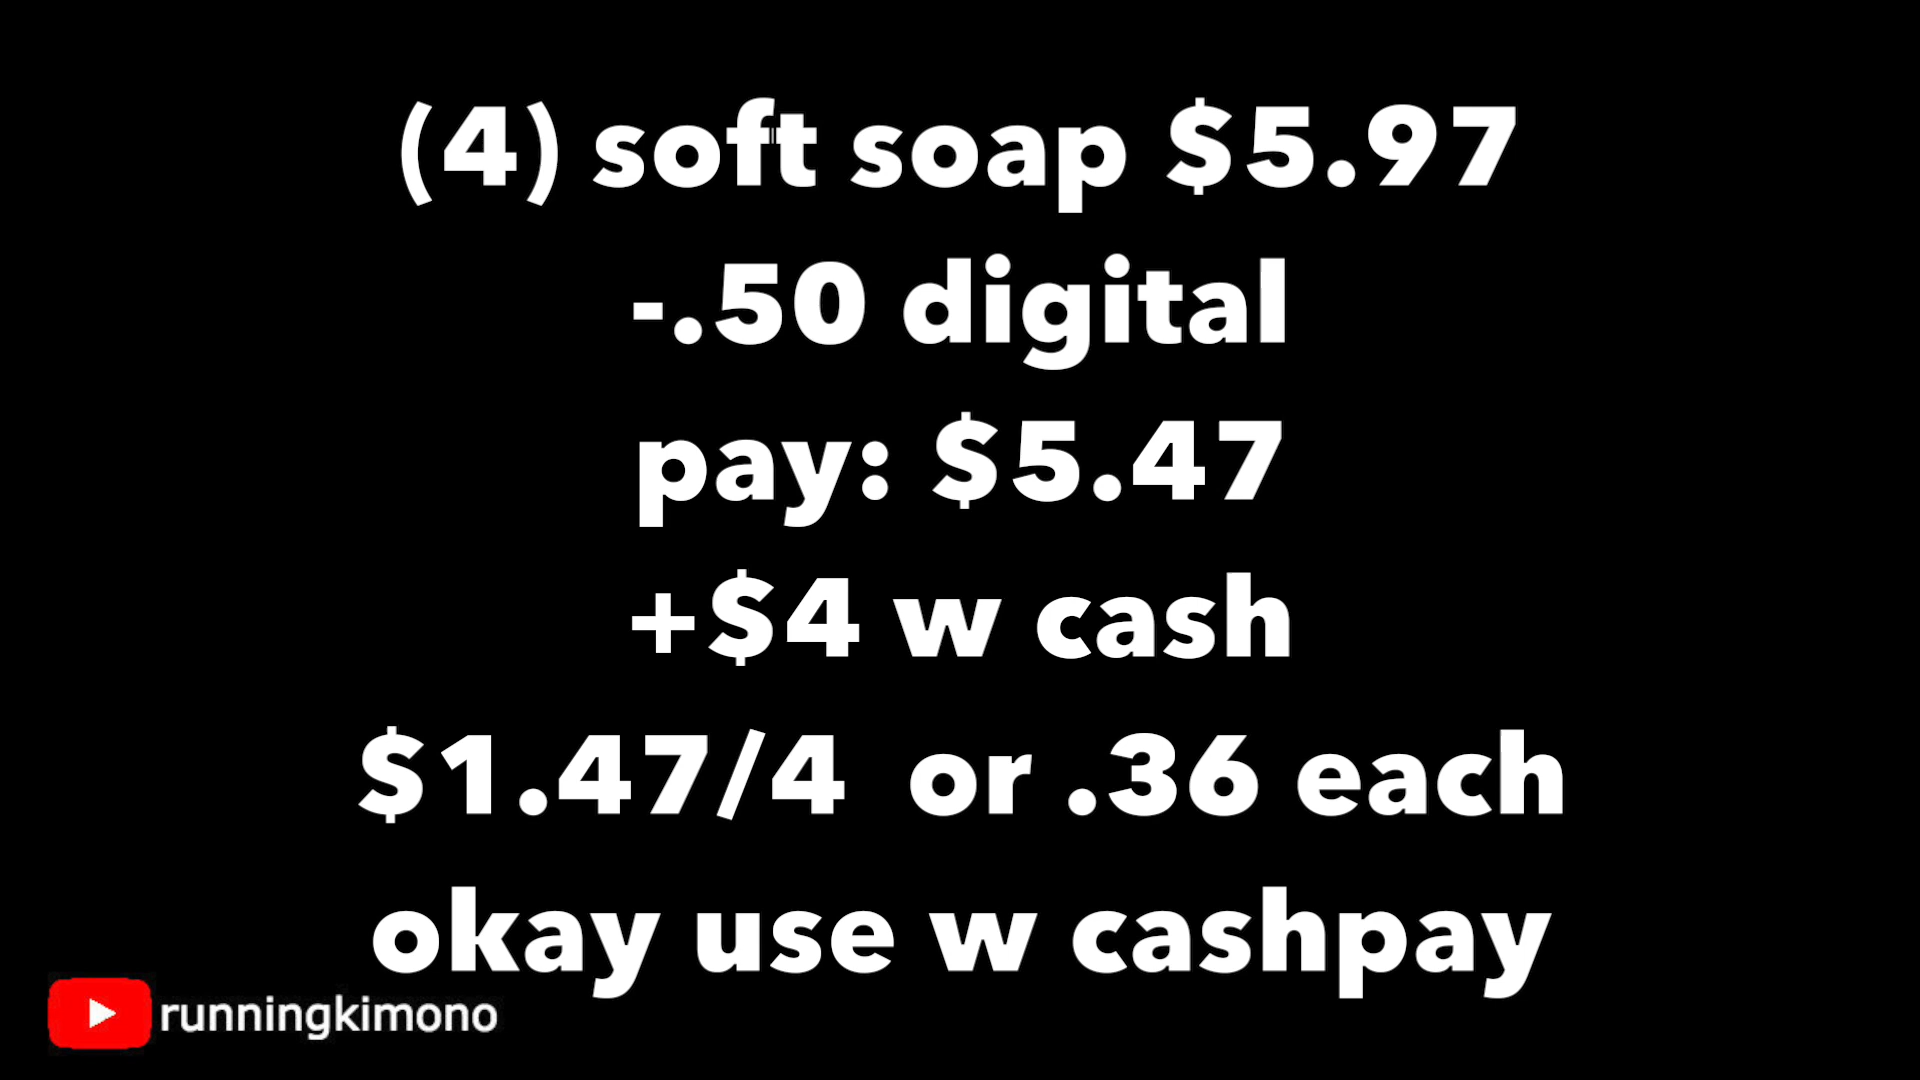 (4) soft soap $5.97
-.50 digital
pay: $5.47
+$4 w cash
$1.47/4 or .36 each
okay use w cashpay
runningkimono